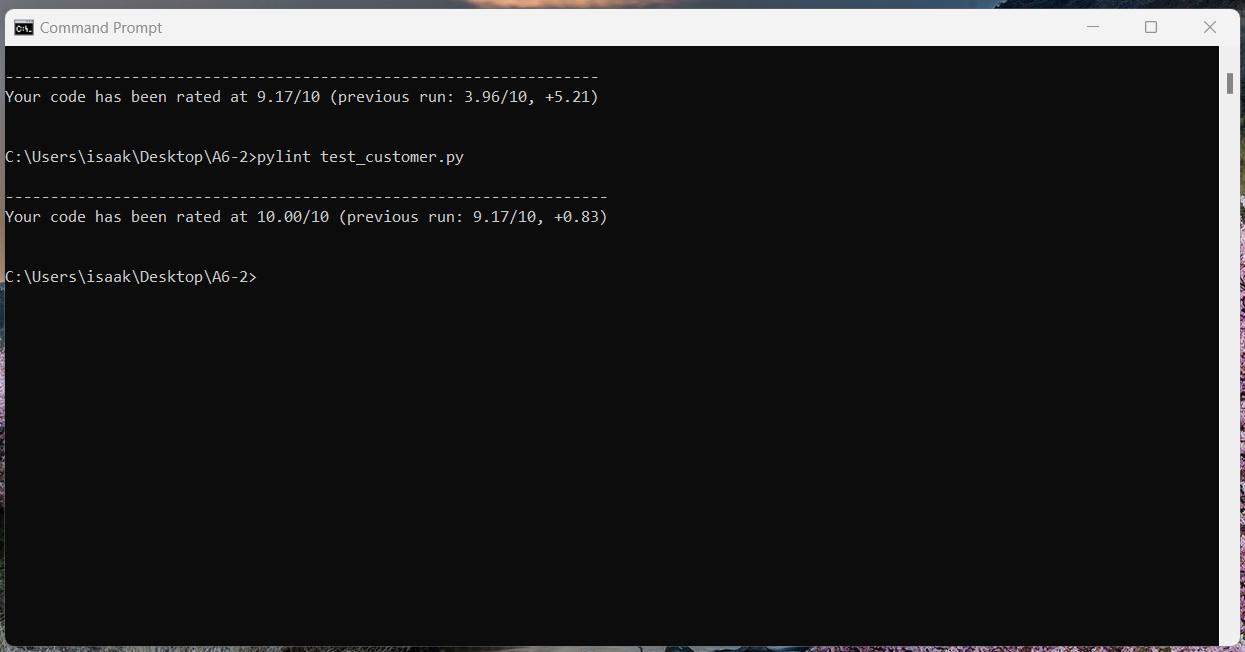 Command Prompt
------------------------------------------------------------------
Your code has been rated at 9.17/10 (previous run: 3.96/10, +5.21)
C:\Users\isaak\Desktop\A6-2>pylint test_customer.py
-------------------------------------------------------------------
Your code has been rated at 10.00/10 (previous run: 9.17/10, +0.83)
C:\Users\isaak\Desktop\A6-2>